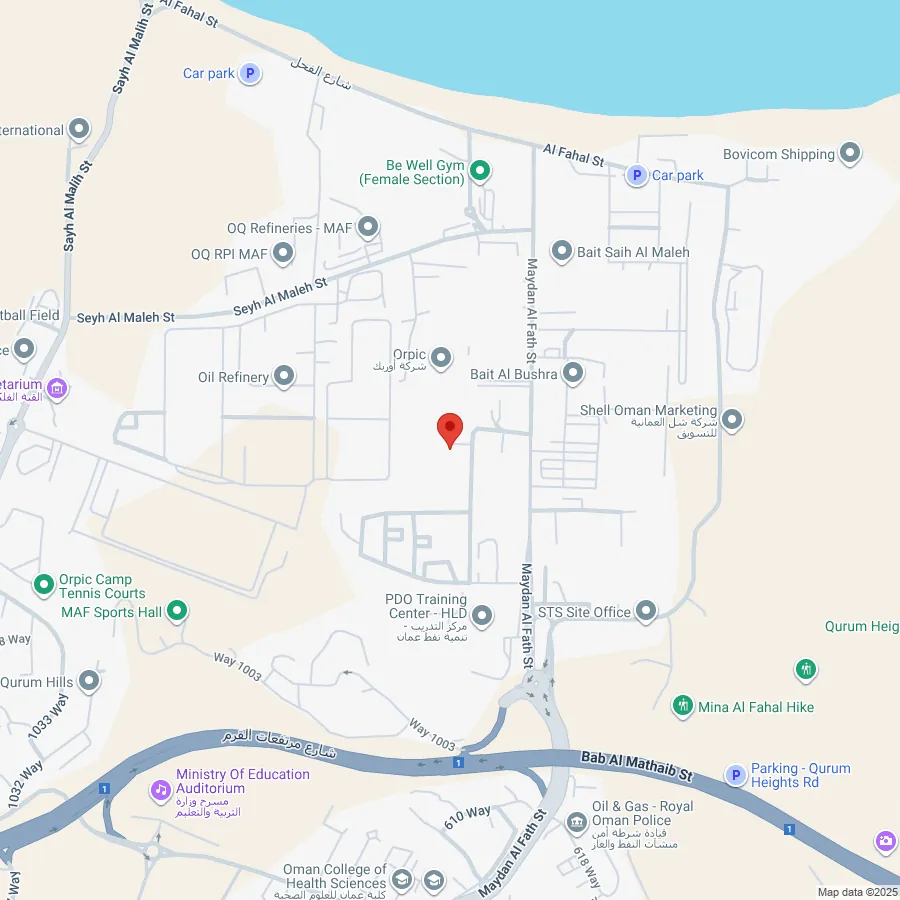 Al Fahal St
Sayh Al Malih St
شارع الفحل
Car park
P
ternational
Al Fahal St
Bovicom Shipping
Be Well Gym
(Female Section)
P
Car park
Sayh Al Malih St
OQ Refineries - MAF
OQ RPI MAF
Bait Saih Al Maleh
Maydan Al Fath St
Seyh Al Maleh St
tball Field
Seyh Al Maleh St
ce
Orpic
شركة أوربك
Oil Refinery
Bait Al Bushra
etarium
القبة الفلك
Shell Oman Marketing
شركة شل العمانية
للتسويق
Orpic Camp
Tennis Courts
MAF Sports Hall
Maydan Al Fath St
PDO Training
Center - HLD
مركز التدريب -
تنمية نفط عمان
STS Site Office
Qurum Heig
8 Way
Way 1003
Qurum Hills
1033 Way
Mina Al Fahal Hike
Way 1003
شارع مرتفعات القرم
1
Bab Al Mathaib St
1032 Way
Ministry Of Education
Auditorium
مسرح وزارة
التربية والتعليم
1
P
Parking - Qurum
Heights Rd
610 Way
Oil & Gas - Royal
Oman Police
قيادة شرطة أمن
منشآت النفط والغاز
1
Maydan Al Fath St
618 Way
Oman College of
Health Sciences
كلية عمان للعلوم الصحية
Way
Map data ©2025